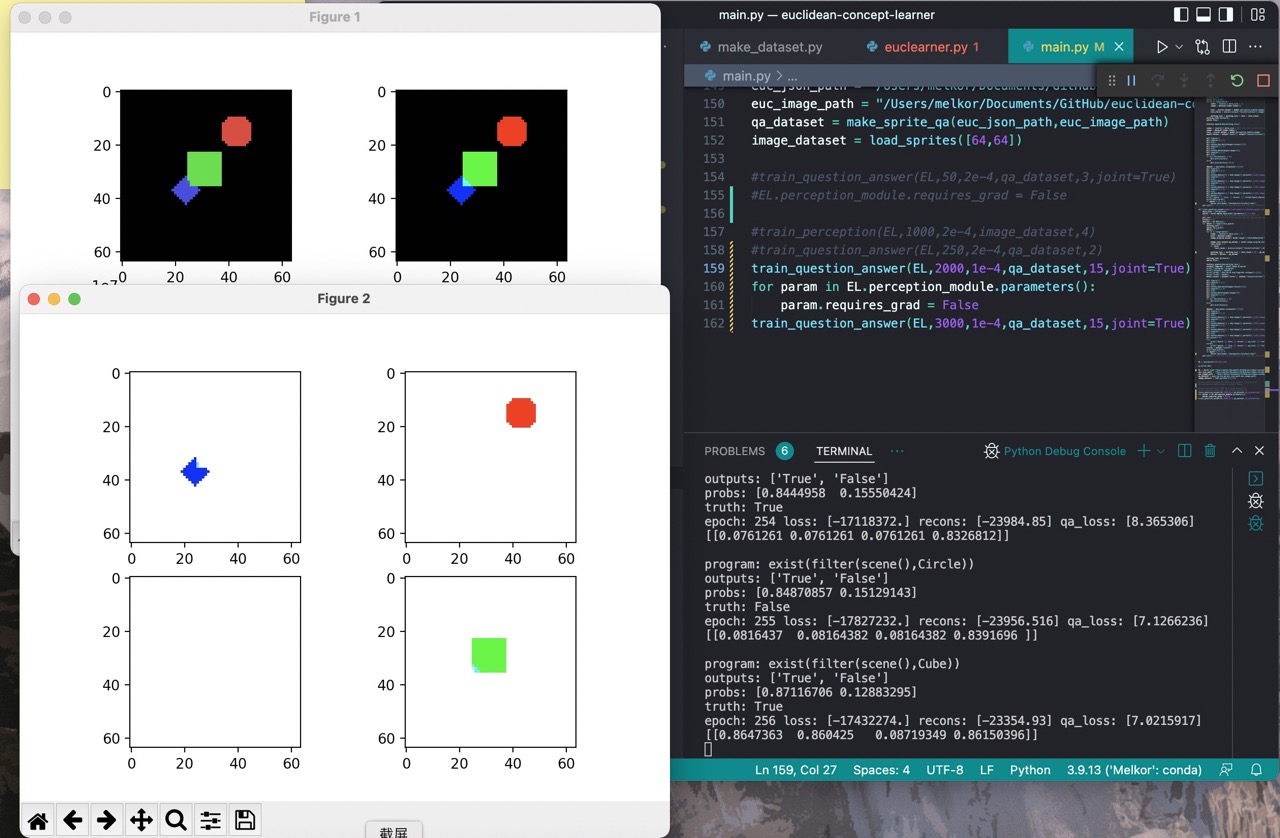 Figure 1
0
20
40
60
0 20 40 60
0
20
40
60
0 20 40 60
Figure 2
0
20
40
60
0 20 40 60
0
20
40
60
0 20 40 60
0
20
40
60
0 20 40 60
0
20
40
60
0 20 40 60
截屏
main.py — euclidean-concept-learner
make_dataset.py
euclearner.py 1
main.py M
main.py > ...
150 euc_image_path = "/Users/melkor/Documents/GitHub/euclidean-c
151 qa_dataset = make_sprite_qa(euc_json_path,euc_image_path)
152 image_dataset = load_sprites([64,64])
153
154 #train_question_answer(EL,50,2e-4,qa_dataset,3,joint=True)
155 #EL.perception_module.requires_grad = False
156
157 #train_perception(EL,1000,2e-4,image_dataset,4)
158 #train_question_answer(EL,250,2e-4,qa_dataset,2)
159 train_question_answer(EL,2000,1e-4,qa_dataset,15,joint=True)
160 for param in EL.perception_module.parameters():
161 param.requires_grad = False
162 train_question_answer(EL,3000,1e-4,qa_dataset,15,joint=True)
PROBLEMS 6 TERMINAL ... Python Debug Console
outputs: ['True', 'False']
probs: [0.8444958 0.15550424]
truth: True
epoch: 254 loss: [-17118372.] recons: [-23984.85] qa_loss: [8.365306]
[[0.0761261 0.0761261 0.0761261 0.8326812]]
program: exist(filter(scene(),Circle))
outputs: ['True', 'False']
probs: [0.84870857 0.15129143]
truth: False
epoch: 255 loss: [-17827232.] recons: [-23956.516] qa_loss: [7.1266236]
[[0.0816437 0.08164382 0.08164382 0.8391696 ]]
program: exist(filter(scene(),Cube))
outputs: ['True', 'False']
probs: [0.87116706 0.12883295]
truth: True
epoch: 256 loss: [-17432274.] recons: [-23354.93] qa_loss: [7.0215917]
[[0.8647363 0.860425 0.08719349 0.86150396]]
Ln 159, Col 27 Spaces: 4 UTF-8 LF Python 3.9.13 ('Melkor': conda)